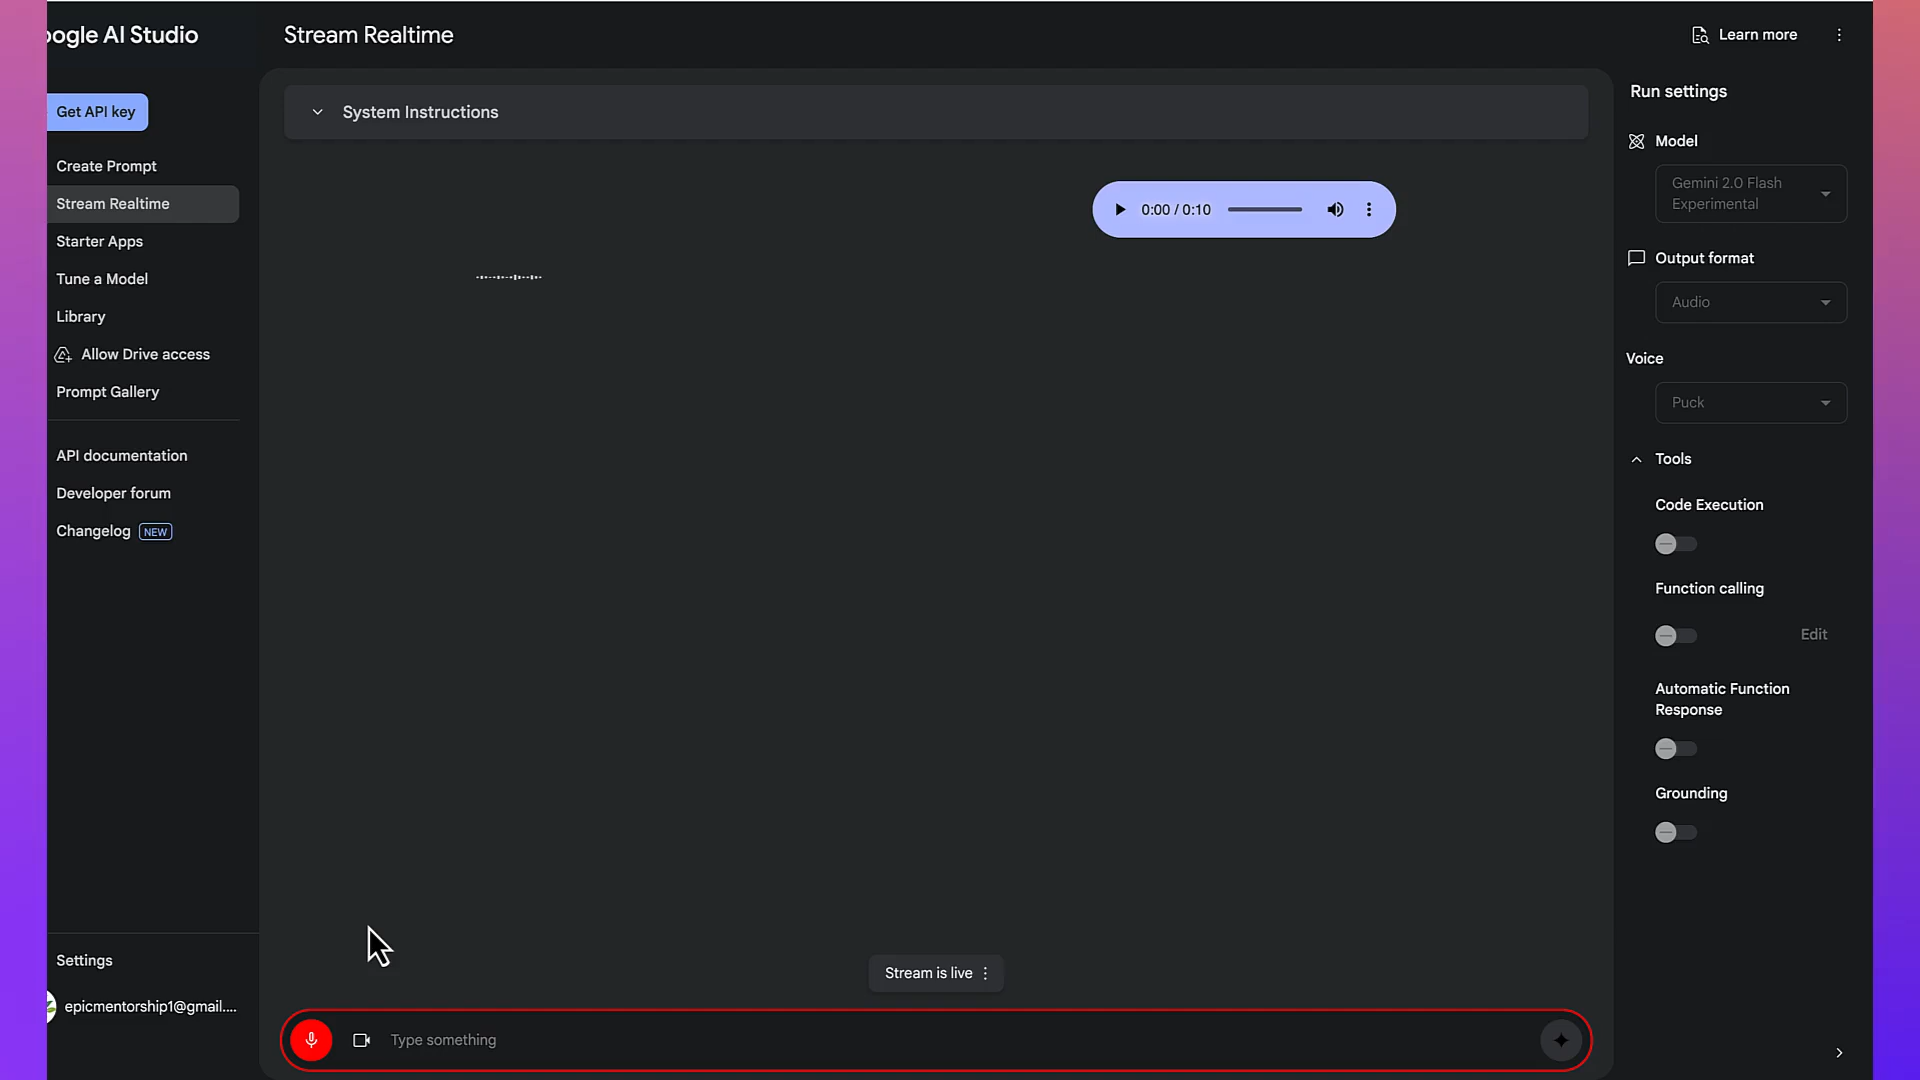 oogle AI Studio
Stream Realtime
Learn more
Get API key
Create Prompt
Stream Realtime
Starter Apps
Tune a Model
Library
Allow Drive access
Prompt Gallery
API documentation
Developer forum
Changelog NEW
Settings
epicmentorship1@gmail....
System Instructions
0:00 / 0:10
Stream is live
Type something
Run settings
Model
Gemini 2.0 Flash
Experimental
Output format
Audio
Voice
Puck
Tools
Code Execution
Function calling
Edit
Automatic Function
Response
Grounding